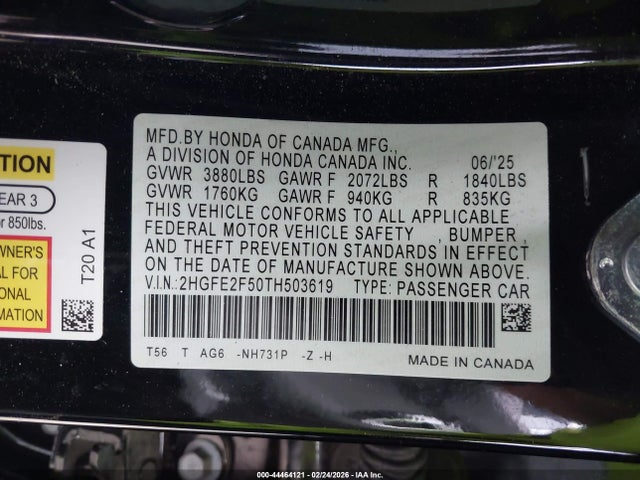 MFD.BY HONDA OF CANADA MFG.,
A DIVISION OF HONDA CANADA INC. 06/'25
GVWR 3880LBS GAWR F 2072LBS R 1840LBS
GVWR 1760KG GAWR F 940KG R 835KG
THIS VEHICLE CONFORMS TO ALL APPLICABLE
FEDERAL MOTOR VEHICLE SAFETY , BUMPER ,
AND THEFT PREVENTION STANDARDS IN EFFECT
ON THE DATE OF MANUFACTURE SHOWN ABOVE.
V.I.N.:2HGFE2F50TH503619 TYPE: PASSENGER CAR
T56 T AG6 -NH731P -Z -H
MADE IN CANADA
TION
EAR 3
or 850lbs.
OWNER'S
AL FOR
IONAL
MATION
T20 A1
000-44464121 - 02/24/2026 - IAA Inc.